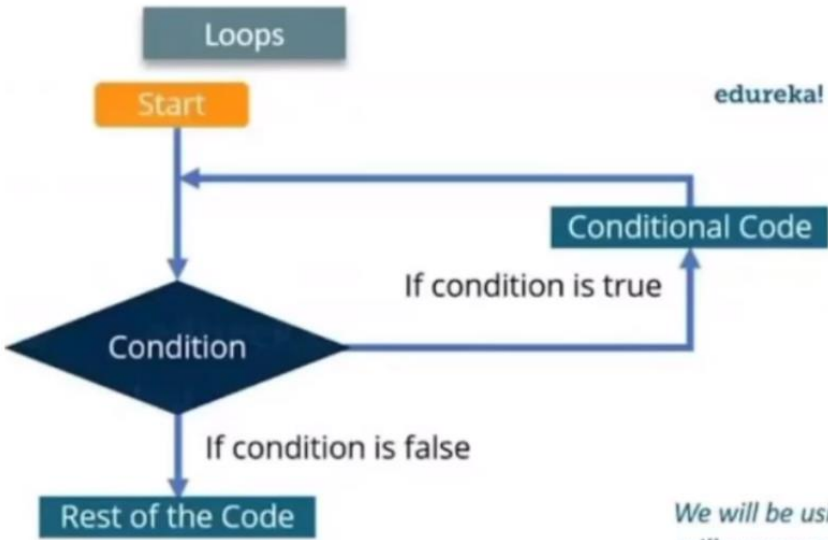 Loops
Start
edureka!
Conditional Code
If condition is true
Condition
If condition is false
Rest of the Code
We will be